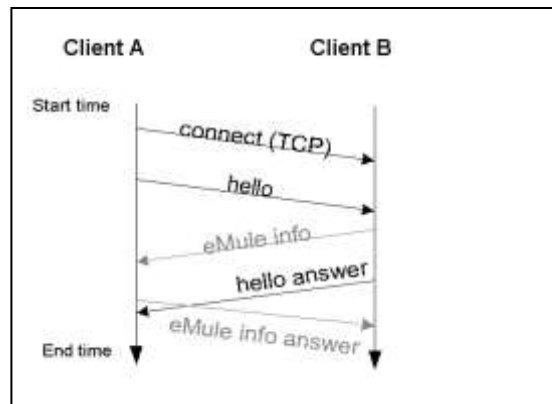 Client A
Client B
Start time
connect (TCP)
hello
eMule info
hello answer
eMule info answer
End time